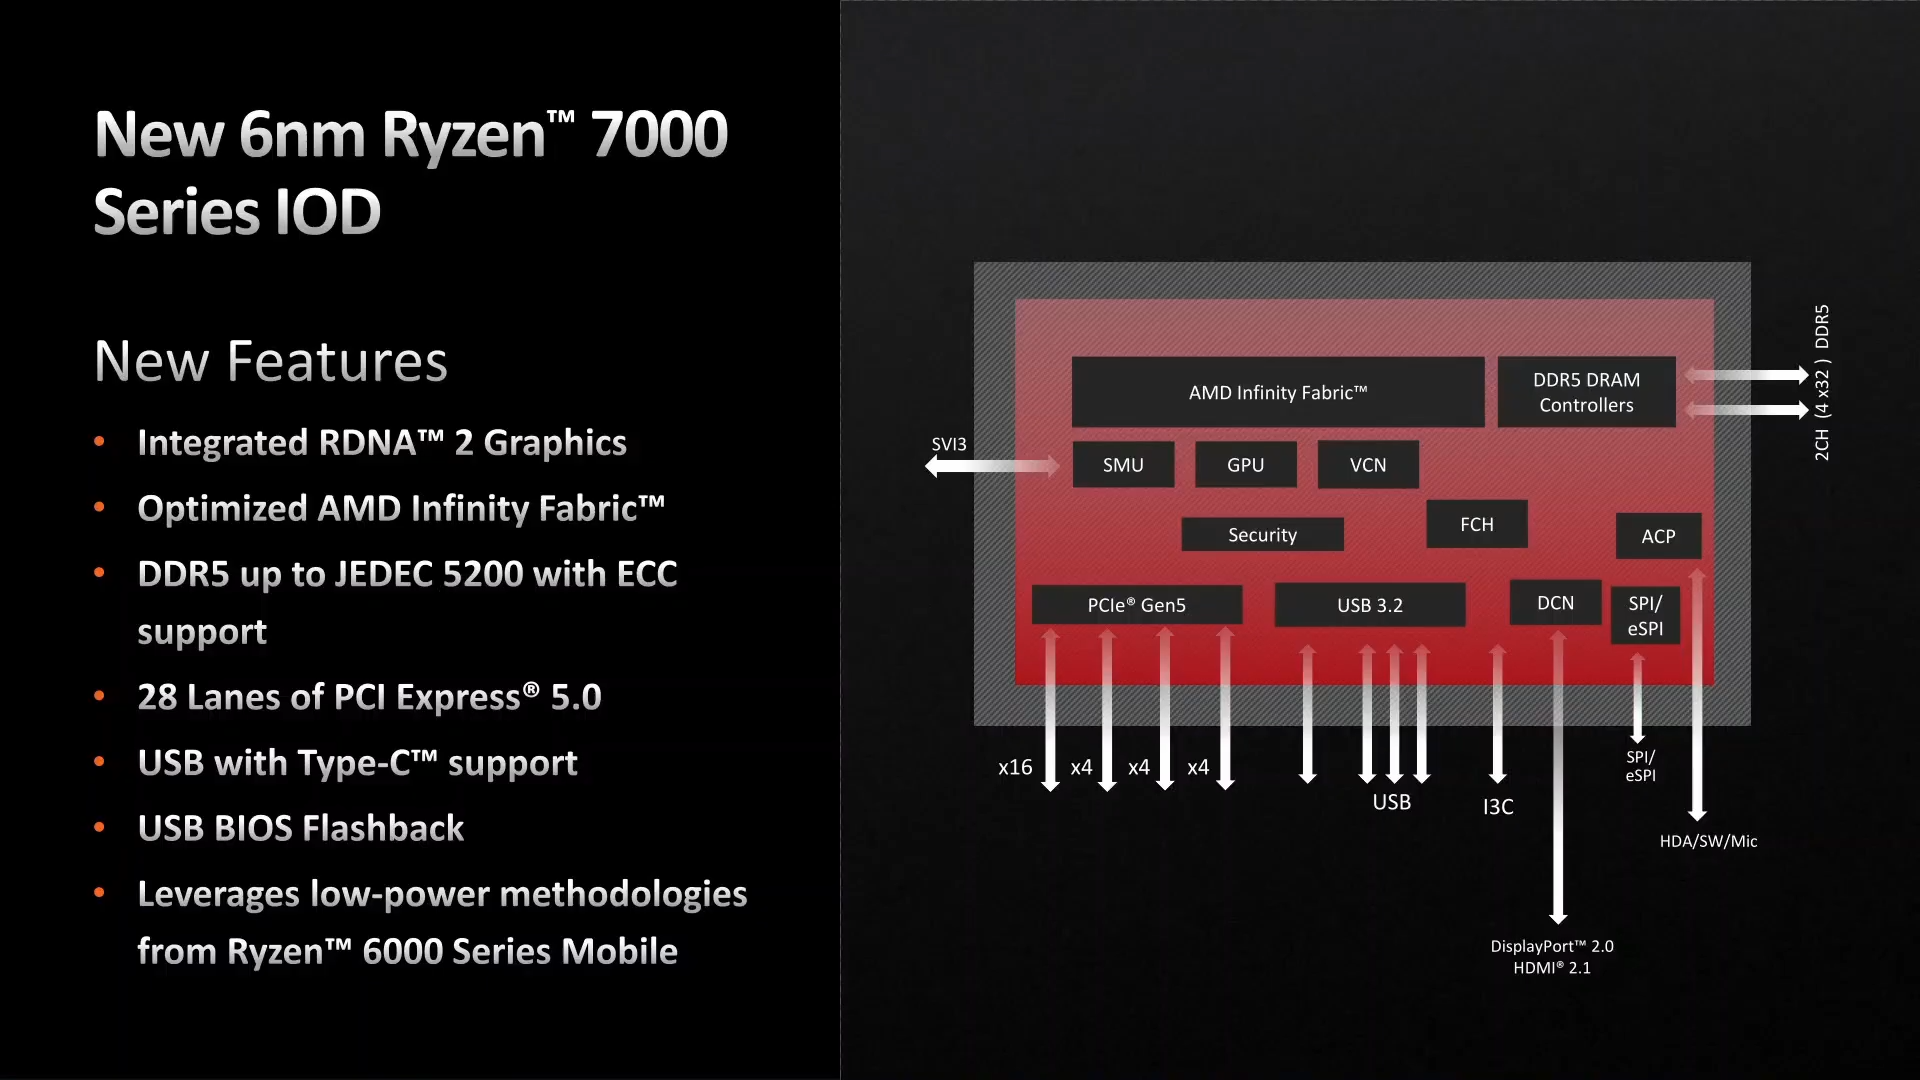 New 6nm Ryzen™ 7000
Series IOD
New Features
• Integrated RDNA™ 2 Graphics
• Optimized AMD Infinity Fabric™
• DDR5 up to JEDEC 5200 with ECC
support
• 28 Lanes of PCI Express® 5.0
• USB with Type-C™ support
• USB BIOS Flashback
• Leverages low-power methodologies
from Ryzen™ 6000 Series Mobile
AMD Infinity Fabric™
DDR5 DRAM
Controllers
2CH (4 x32 ) DDR5
SVI3
SMU
GPU
VCN
FCH
Security
ACP
PCIe® Gen5
USB 3.2
DCN
SPI/
eSPI
x16
x4
x4
x4
USB
I3C
SPI/
eSPI
HDA/SW/Mic
DisplayPort™ 2.0
HDMI® 2.1